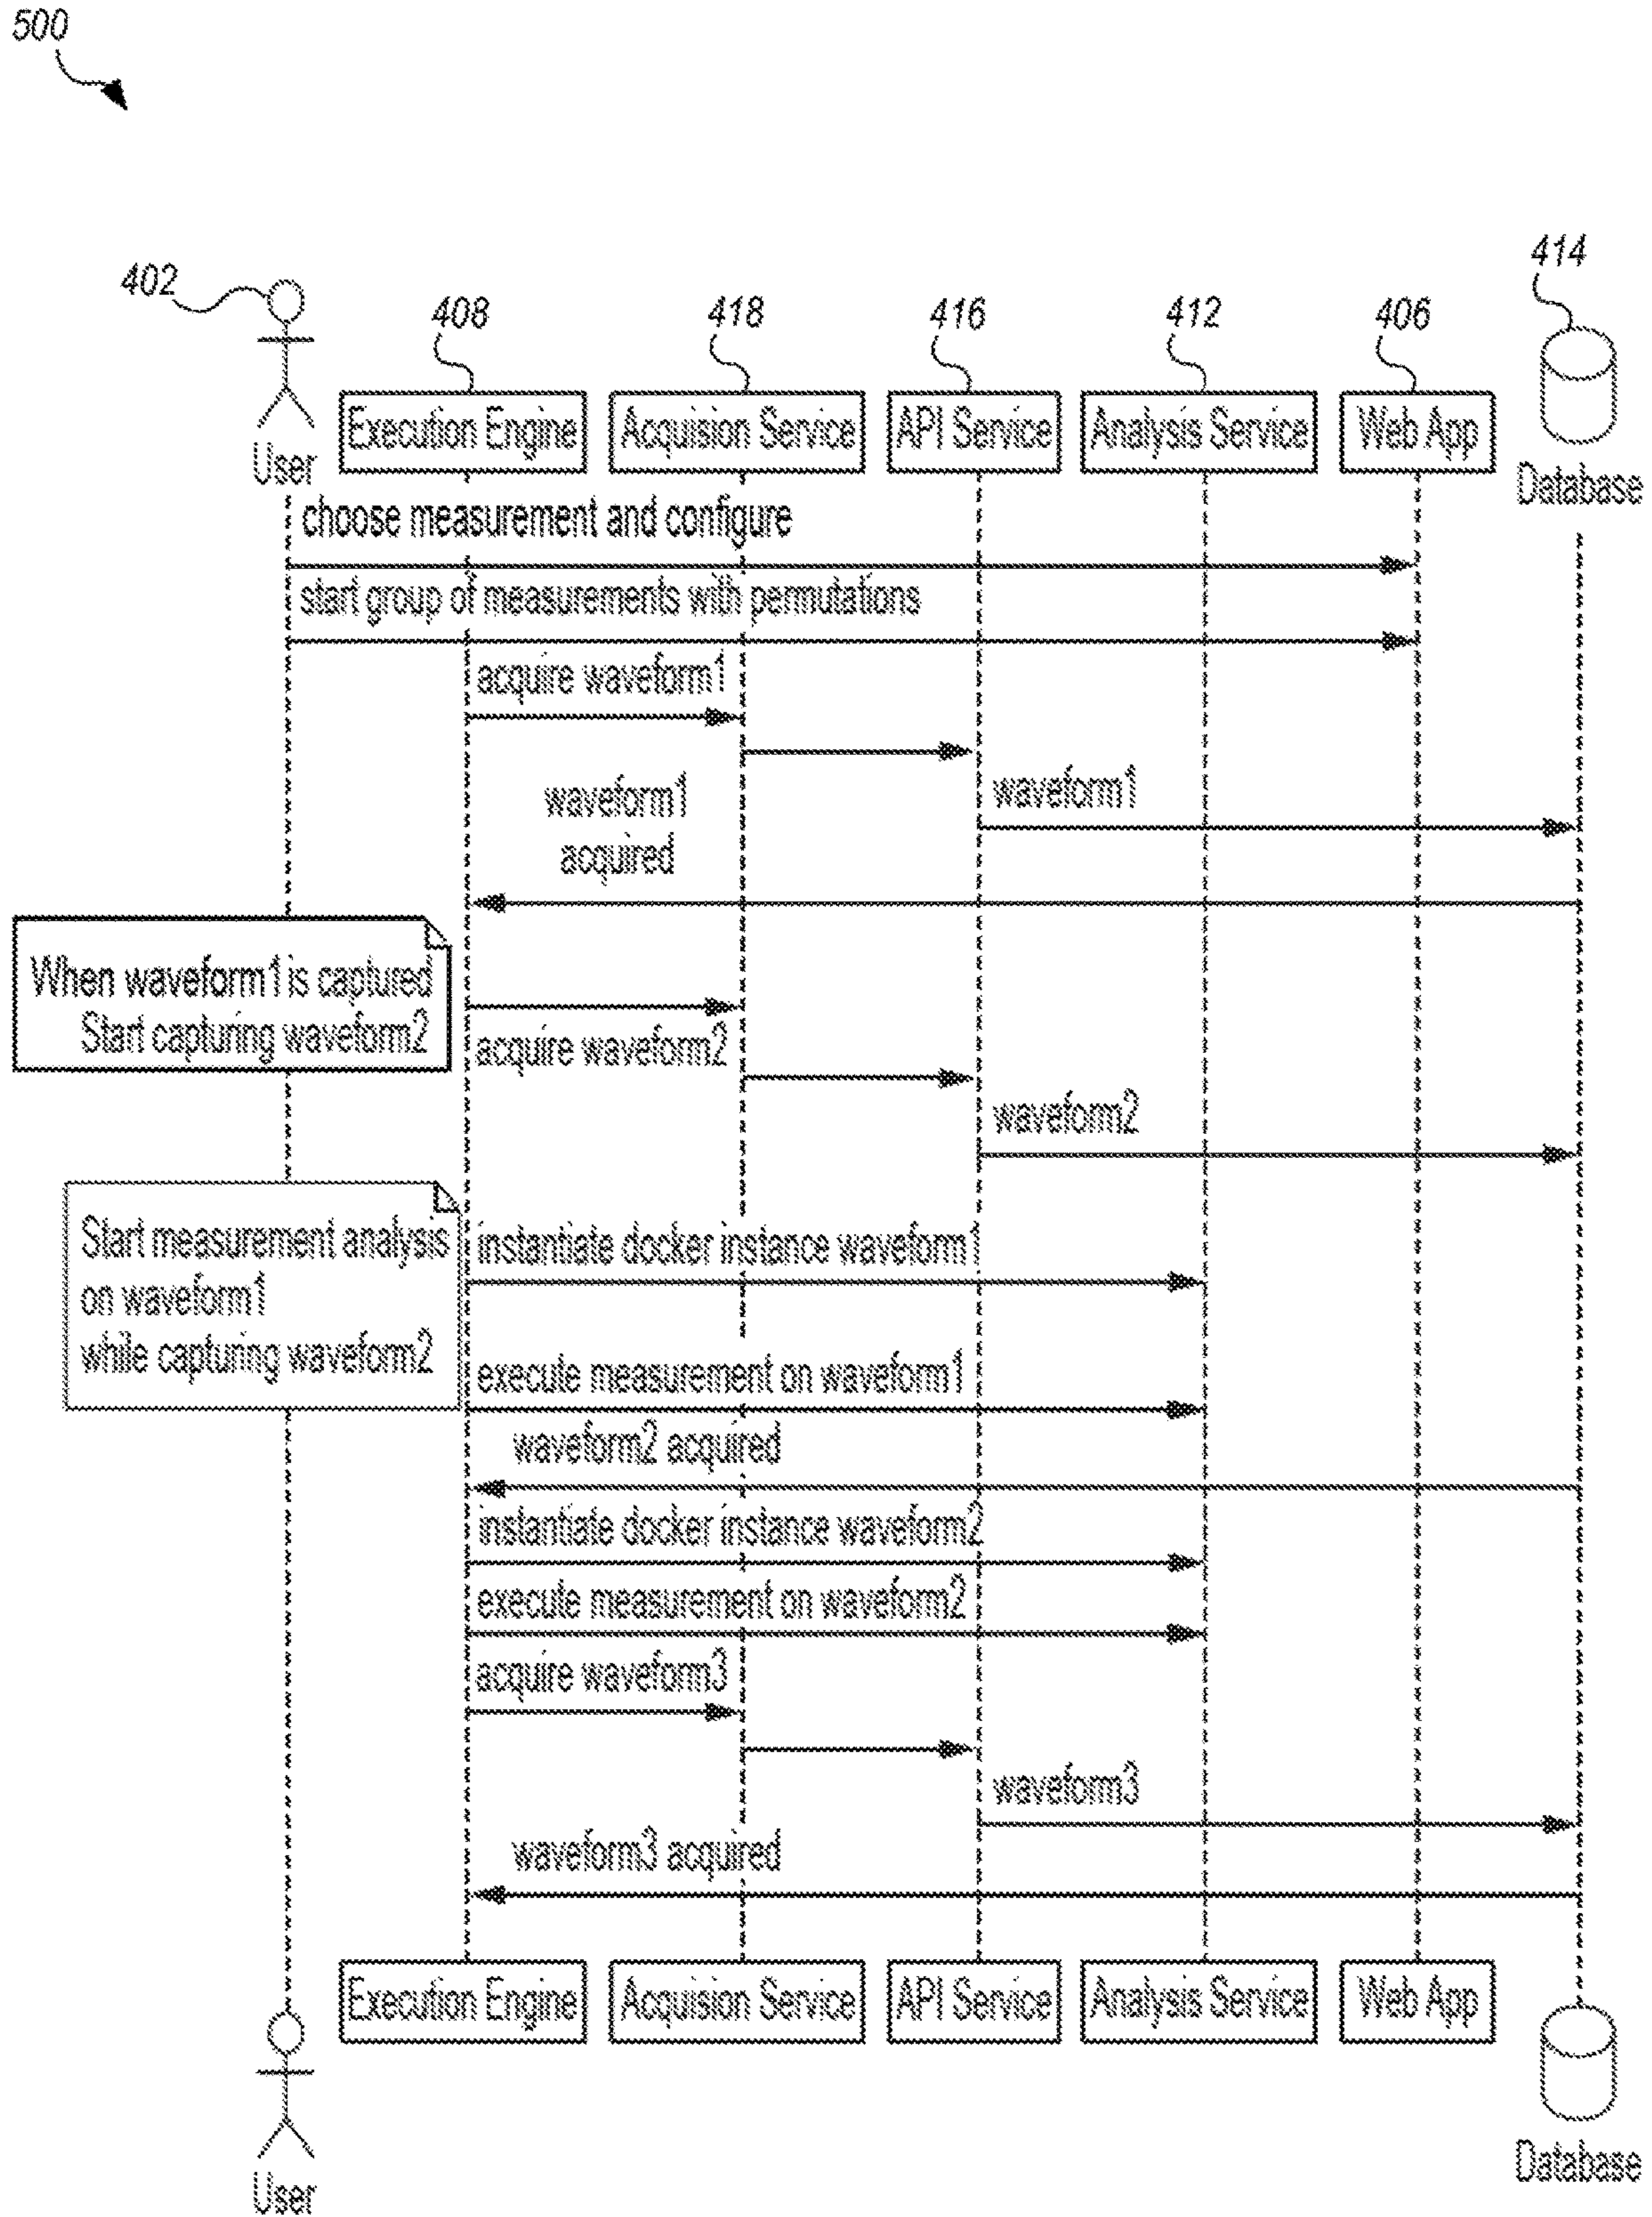 500
402
408
418
416
412
406
414
User
Execution Engine
Acquision Service
API Service
Analysis Service
Web App
Database
choose measurement and configure
start group of measurements with permutations
acquire waveform1
waveform1
waveform1
acquired
When waveform1 is captured
Start capturing waveform2
acquire waveform2
waveform2
Start measurement analysis
on waveform1
while capturing waveform2
instantiate docker instance waveform1
execute measurement on waveform1
waveform2 acquired
instantiate docker instance waveform2
execute measurement on waveform2
acquire waveform3
waveform3
waveform3 acquired
Execution Engine
Acquision Service
API Service
Analysis Service
Web App
User
Database